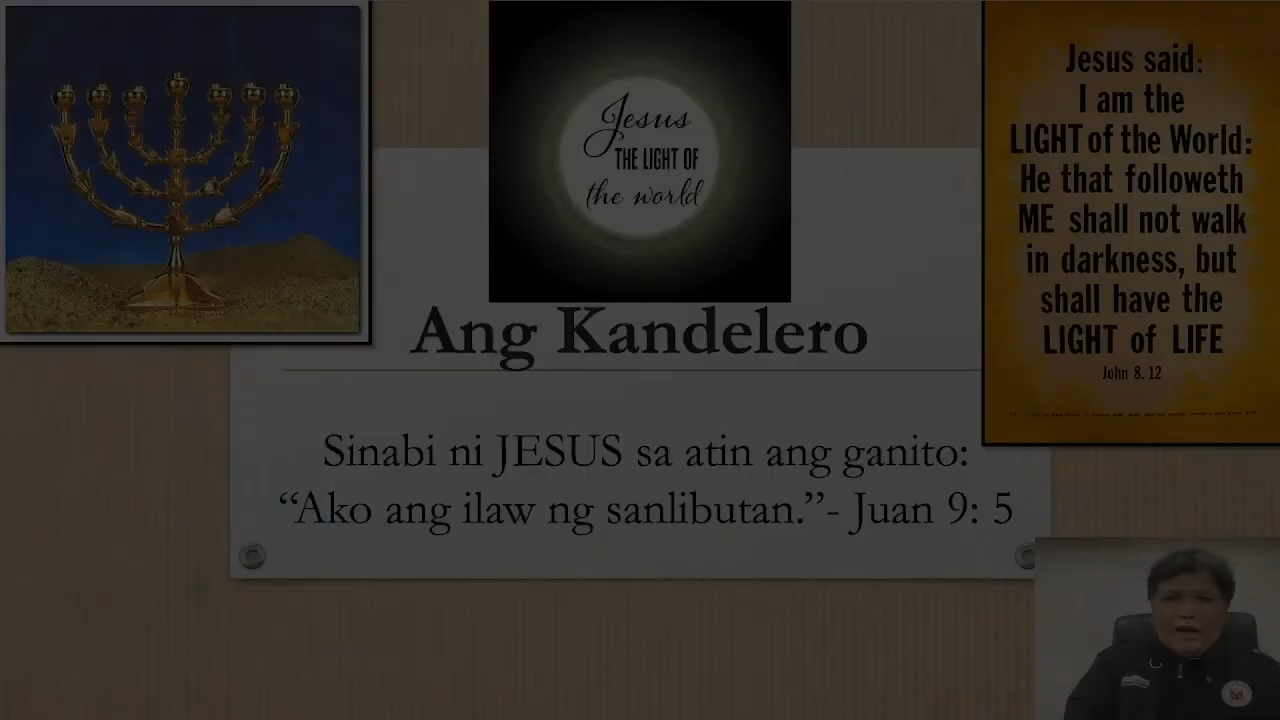 Jesus
THE LIGHT OF
the world
Jesus said:
I am the
LIGHT of the World:
He that followeth
ME shall not walk
in darkness, but
shall have the
LIGHT of LIFE
John 8. 12
Ang Kandelero
Sinabi ni JESUS sa atin ang ganito:
“Ako ang ilaw ng sanlibutan.”- Juan 9: 5